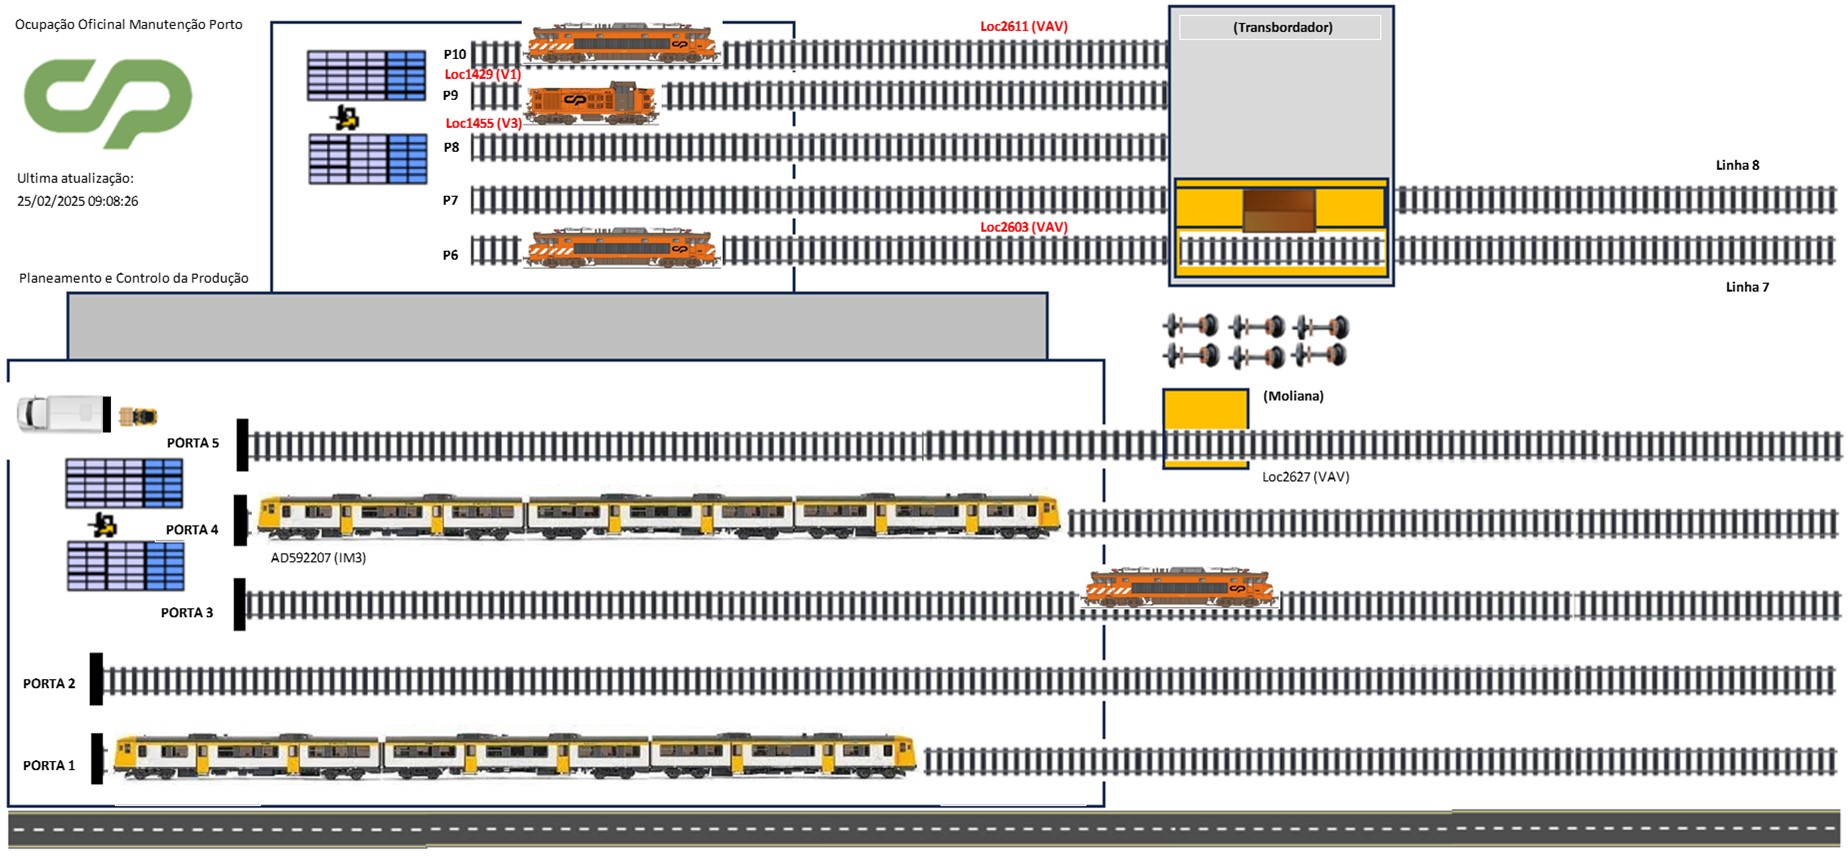 Ocupação Oficinal Manutenção Porto
Ultima atualização:
25/02/2025 09:08:26
Planeamento e Controlo da Produção
Loc2611 (VAV)
(Transbordador)
P10
Loc1429 (V1)
P9
Loc1455 (V3)
P8
Linha 8
P7
Loc2603 (VAV)
P6
Linha 7
(Moliana)
PORTA 5
Loc2627 (VAV)
PORTA 4
AD592207 (IM3)
PORTA 3
PORTA 2
PORTA 1